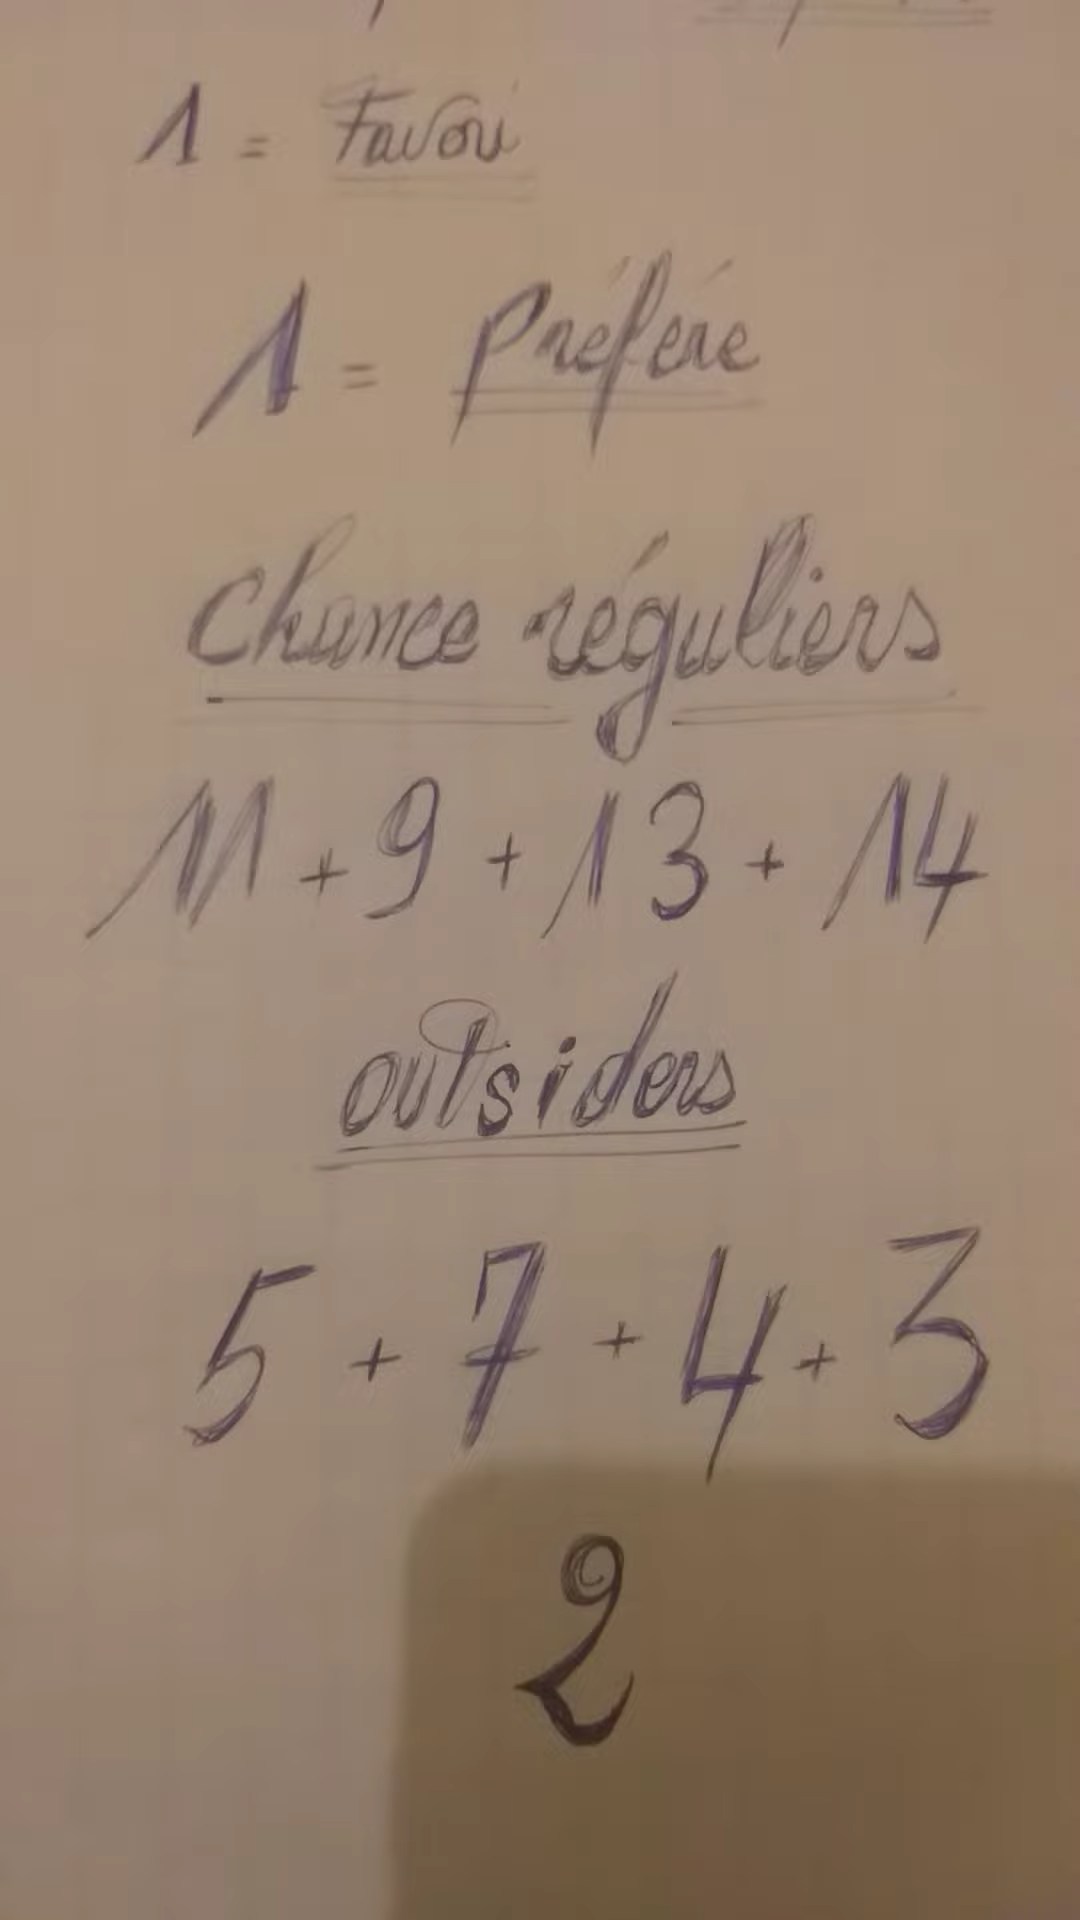 1 = Favori
1 = Préféré
Chance réguliers
11 + 9 + 13 + 14
outsiders
5 + 7 + 4 + 3
2